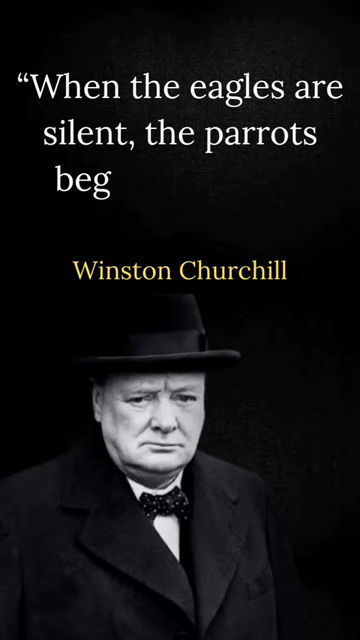 “When the eagles are
silent, the parrots
beg
Winston Churchill